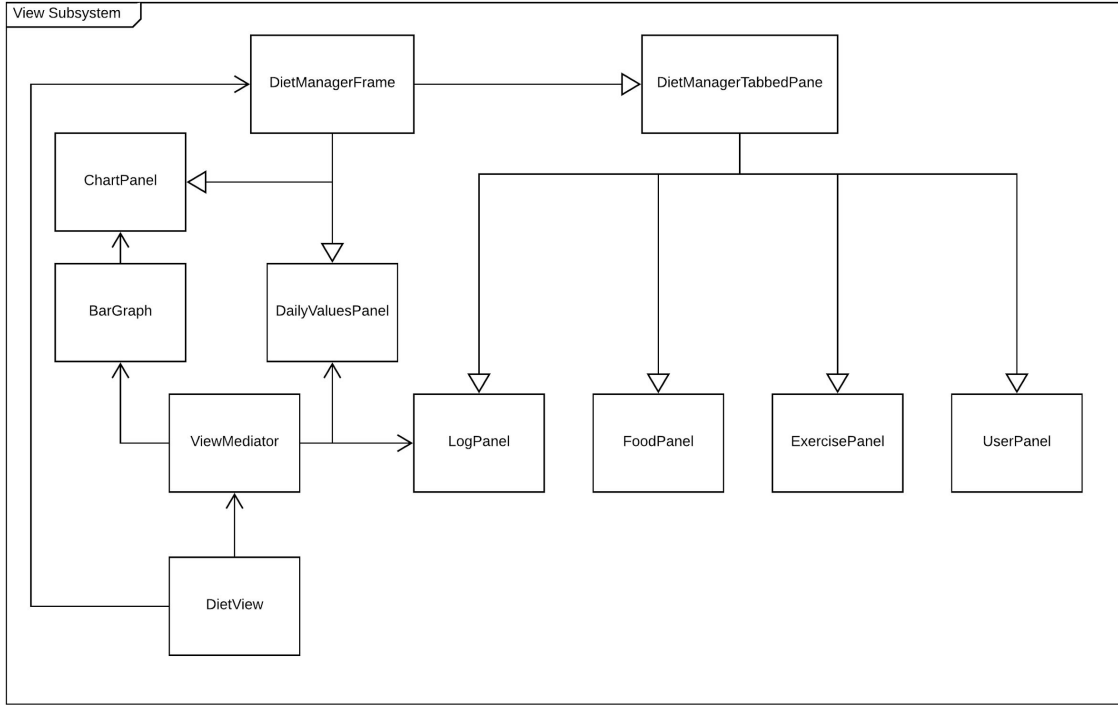 View Subsystem
DietManagerFrame
DietManagerTabbedPane
ChartPanel
BarGraph
DailyValuesPanel
ViewMediator
LogPanel
FoodPanel
ExercisePanel
UserPanel
DietView